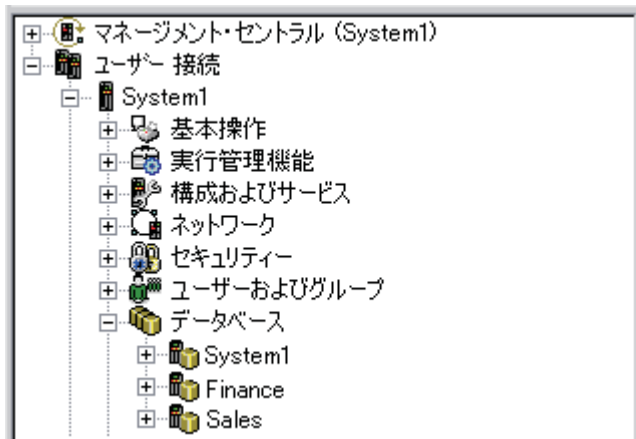 マネージメント・セントラル (System1)
ユーザー 接続
System1
基本操作
実行管理機能
構成およびサービス
ネットワーク
セキュリティー
ユーザーおよびグループ
データベース
System1
Finance
Sales